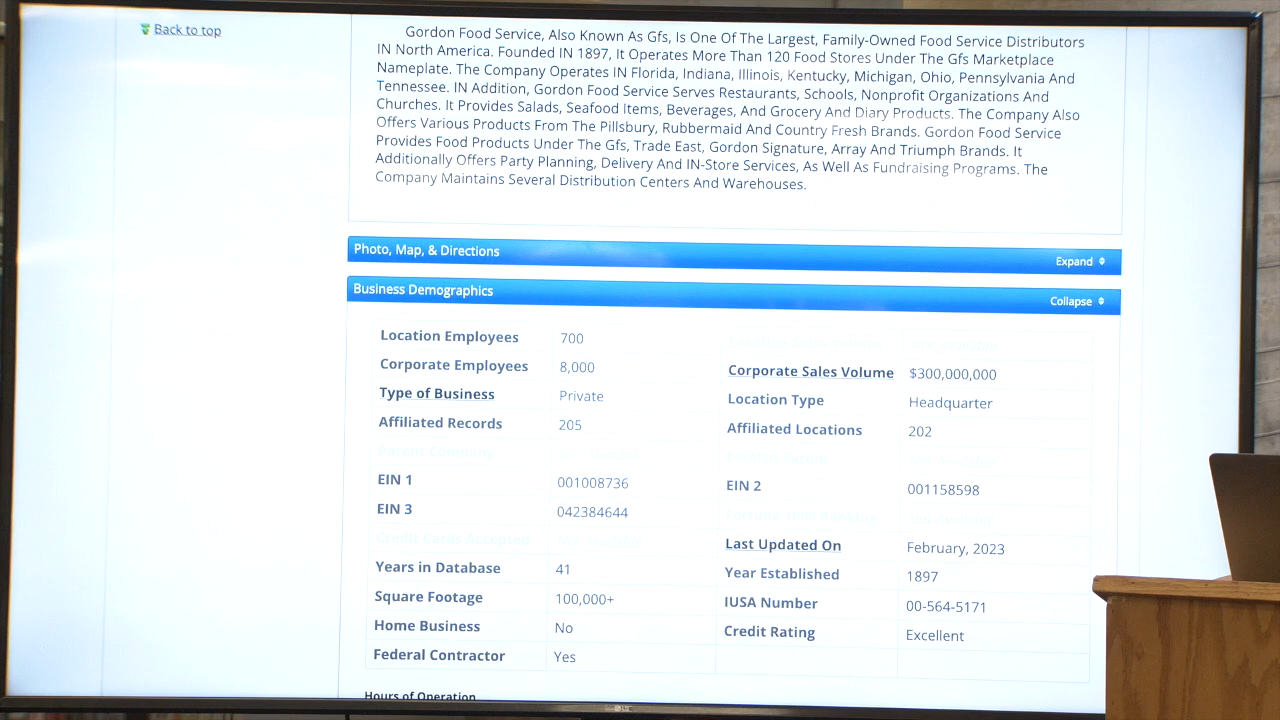 Back to top
Gordon Food Service, Also Known As Gfs, Is One Of The Largest, Family-Owned Food Service Distributors
IN North America. Founded IN 1897, It Operates More Than 120 Food Stores Under The Gfs Marketplace
Nameplate. The Company Operates IN Florida, Indiana, Illinois, Kentucky, Michigan, Ohio, Pennsylvania And
Tennessee. IN Addition, Gordon Food Service Serves Restaurants, Schools, Nonprofit Organizations And
Churches. It Provides Salads, Seafood Items, Beverages, And Grocery And Diary Products. The Company Also
Offers Various Products From The Pillsbury, Rubbermaid And Country Fresh Brands. Gordon Food Service
Provides Food Products Under The Gfs, Trade East, Gordon Signature, Array And Triumph Brands. It
Additionally Offers Party Planning, Delivery And IN-Store Services, As Well As Fundraising Programs. The
Company Maintains Several Distribution Centers And Warehouses.
Photo, Map, & Directions Expand
Business Demographics Collapse
Location Employees 700
Corporate Employees 8,000 Corporate Sales Volume $300,000,000
Type of Business Private Location Type Headquarter
Affiliated Records 205 Affiliated Locations 202
Parent Company
EIN 1 001008736 EIN 2 001158598
EIN 3 042384644
Credit Cards Accepted Not Available Last Updated On February, 2023
Years in Database 41 Year Established 1897
Square Footage 100,000+ IUSA Number 00-564-5171
Home Business No Credit Rating Excellent
Federal Contractor Yes
Hours of Operation
LG